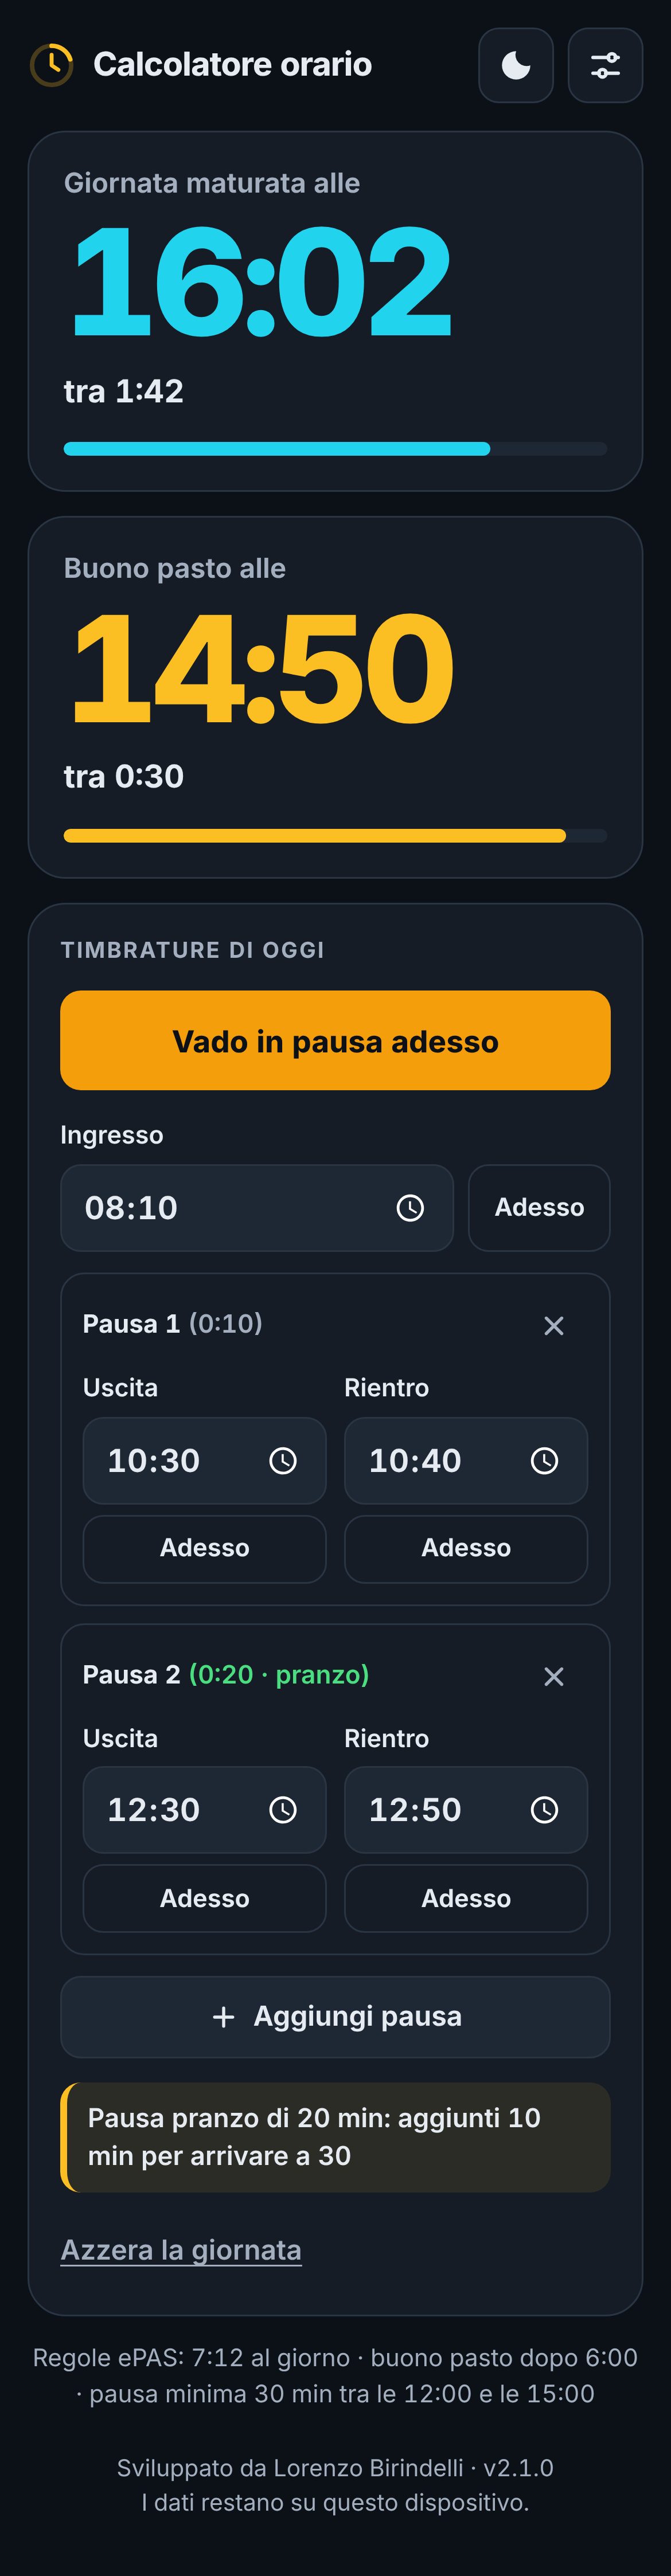 Calcolatore orario
Giornata maturata alle
16:02
tra 1:42
Buono pasto alle
14:50
tra 0:30
TIMBRATURE DI OGGI
Vado in pausa adesso
Ingresso
08:10
Adesso
Pausa 1 (0:10)
Uscita
Rientro
10:30
10:40
Adesso
Adesso
Pausa 2 (0:20 · pranzo)
Uscita
Rientro
12:30
12:50
Adesso
Adesso
+ Aggiungi pausa
Pausa pranzo di 20 min: aggiunti 10
min per arrivare a 30
Azzera la giornata
Regole ePAS: 7:12 al giorno · buono pasto dopo 6:00
· pausa minima 30 min tra le 12:00 e le 15:00
Sviluppato da Lorenzo Birindelli · v2.1.0
I dati restano su questo dispositivo.